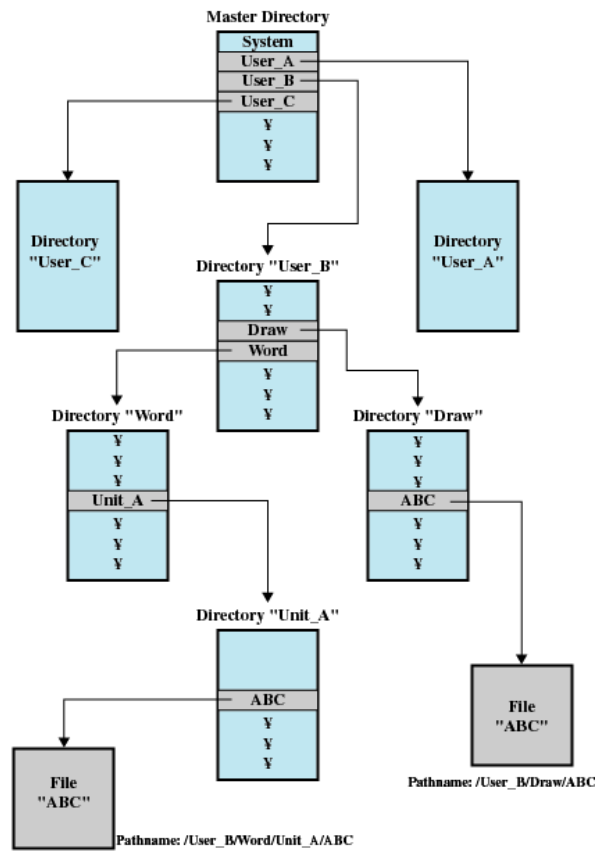 Master Directory
System
User_A
User_B
User_C
¥
¥
¥
Directory
"User_C"
Directory
"User_A"
Directory "User_B"
¥
¥
Draw
Word
¥
¥
¥
Directory "Word"
¥
¥
¥
Unit_A
¥
¥
¥
Directory "Draw"
¥
¥
¥
ABC
¥
¥
¥
Directory "Unit_A"
ABC
¥
¥
¥
File
"ABC"
Pathname: /User_B/Draw/ABC
File
"ABC"
Pathname: /User_B/Word/Unit_A/ABC